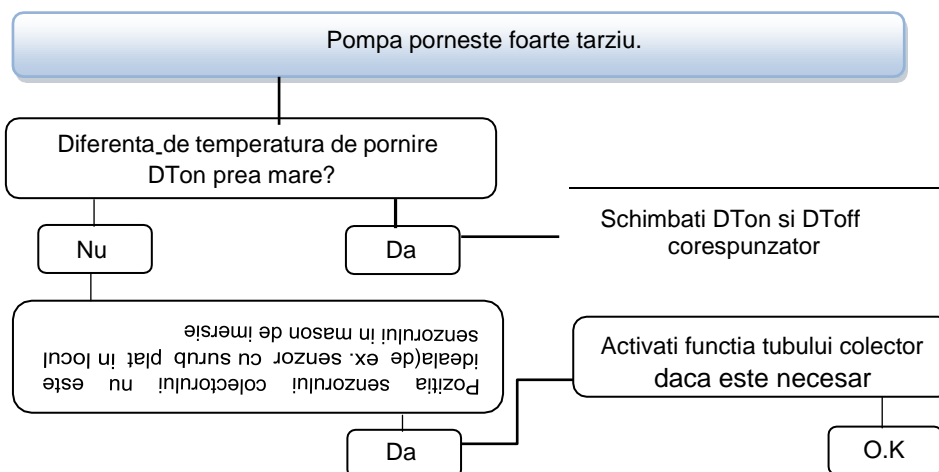 Pompa porneste foarte tarziu.
Diferenta de temperatura de pornire
DTon prea mare?
Schimbati DTon si DToff
corespunzator
Nu
Da
Pozitia senzorului colectorului nu este
ideala(de ex. senzor cu surub plat in locul
senzorului in mason de imersie
Activati functia tubului colector
daca este necesar
Da
O.K